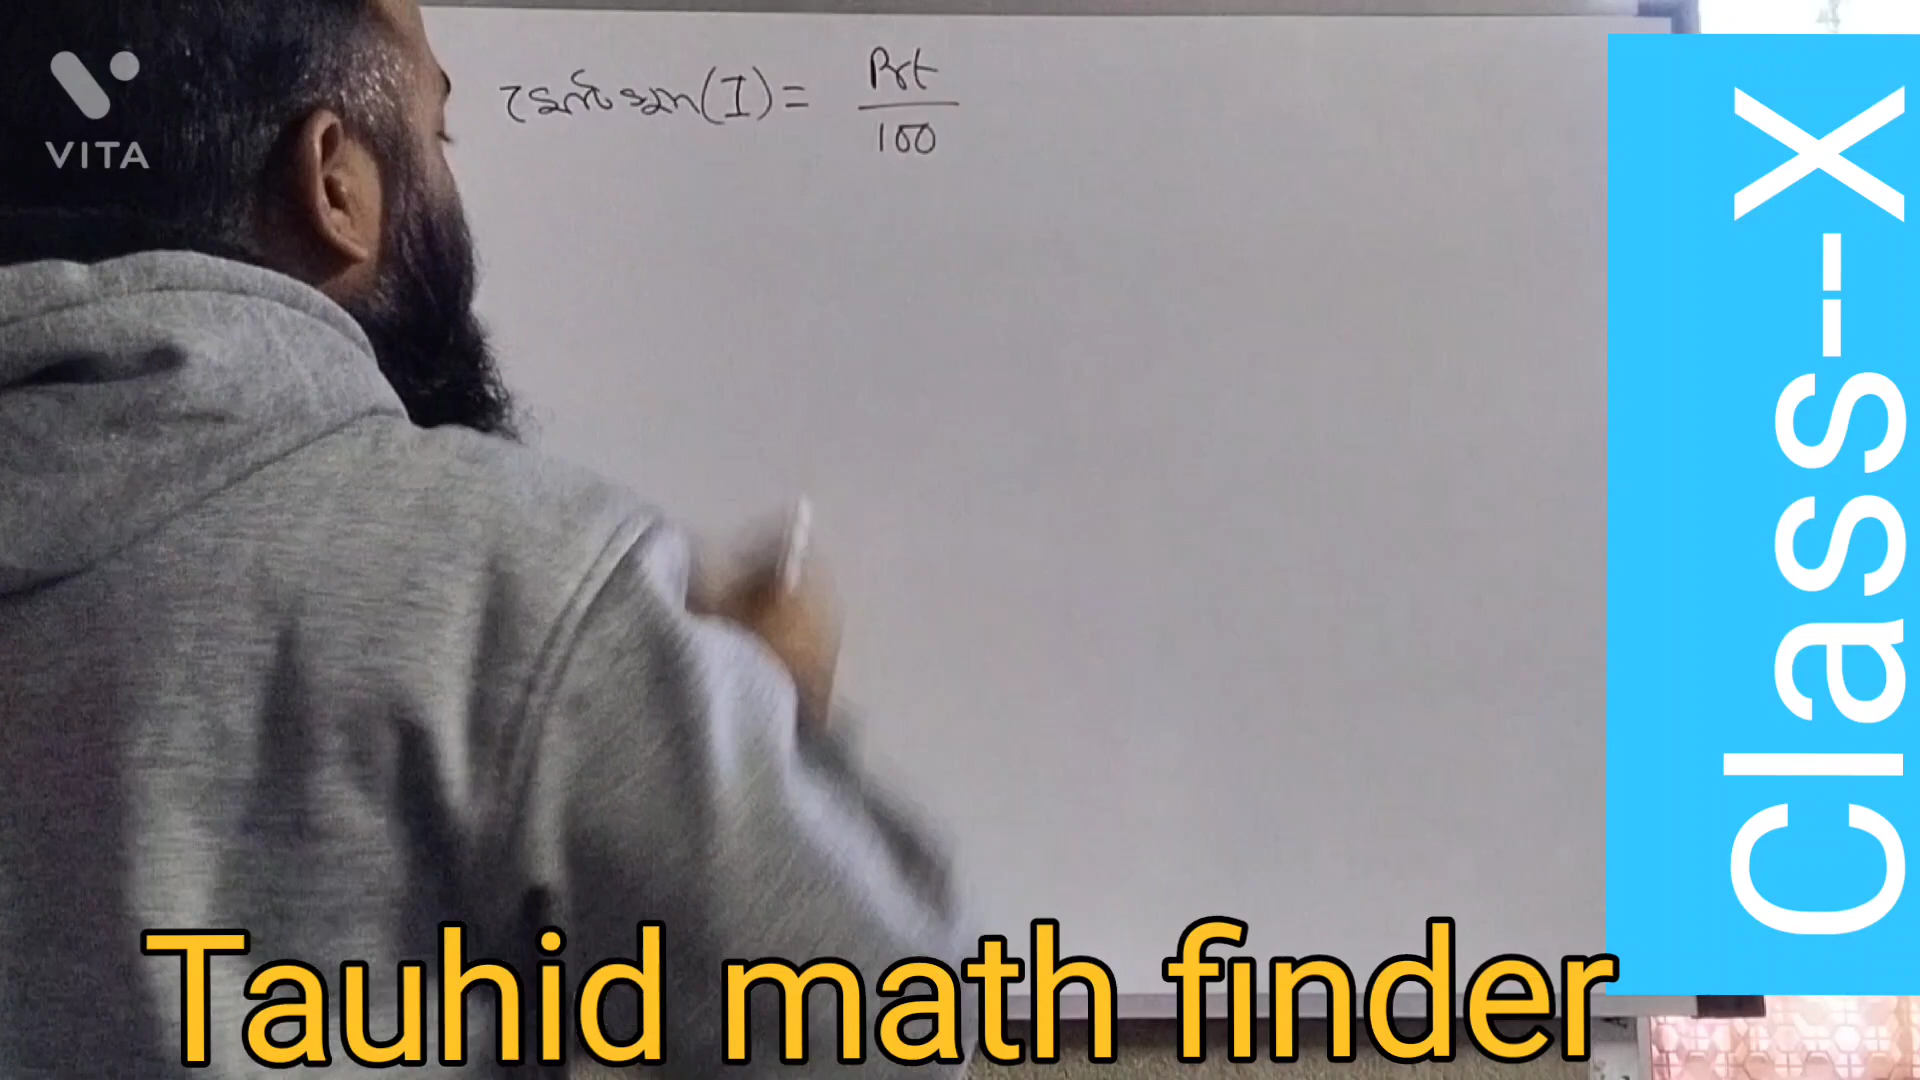 VITA
মোট সুদ (I) = Prt / 100
Class--X
Tauhid math finder